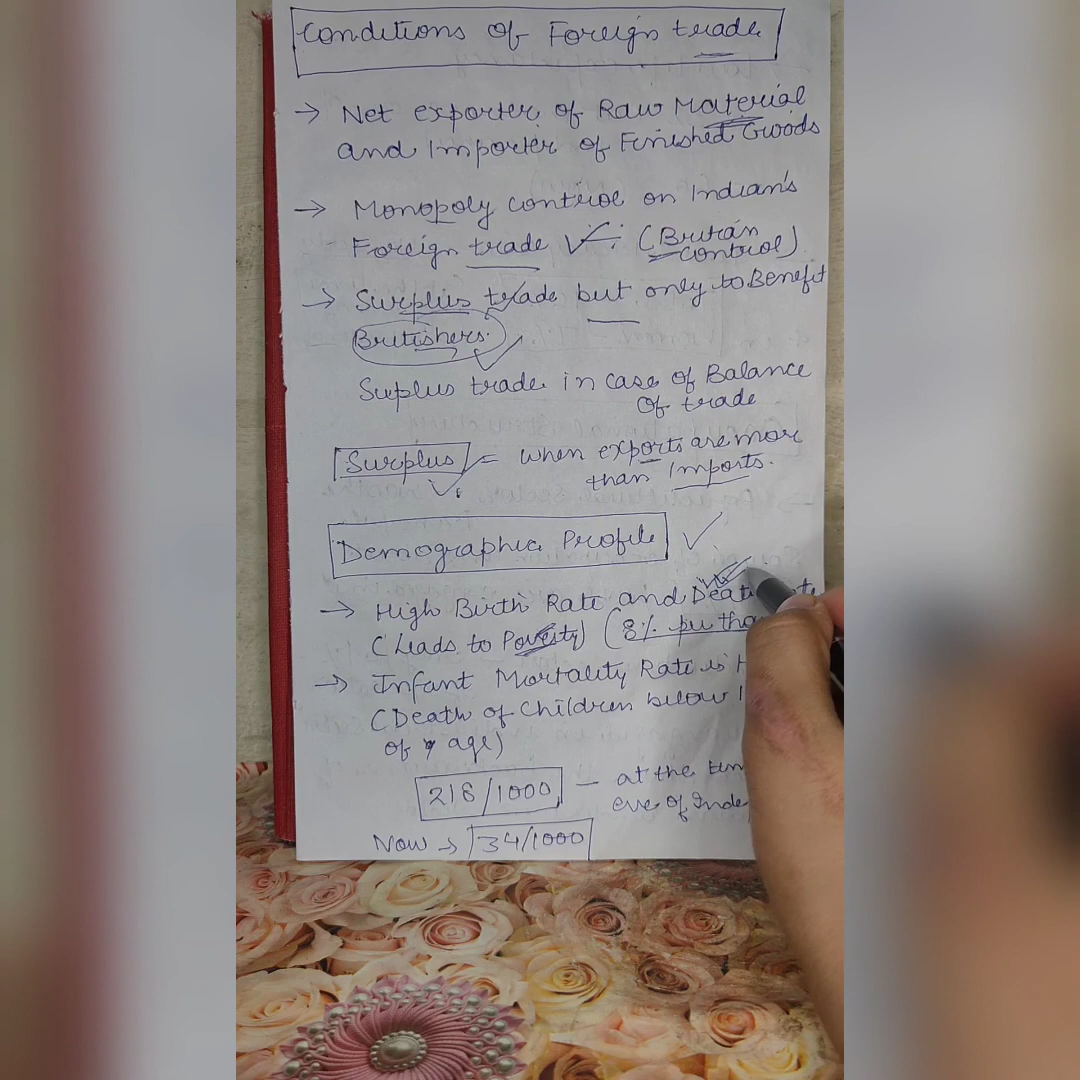 Conditions of Foreign trade
→ Net exporter of Raw Material
and Importer of Finished Goods
→ Monopoly control on Indian's
Foreign trade (Britain
control)
→ Surplus trade but only to Benefit
Britishers.
Suplus trade in case of Balance
of trade
Surplus = when exports are more
than Imports.
Demographic Profile
→ High Birth Rate and
(Leads to Poverty) (8% per
→ Infant Mortality Rate is
(Death of Children below 1
of age)
218/1000 — at the
eve of
Now → 34/1000